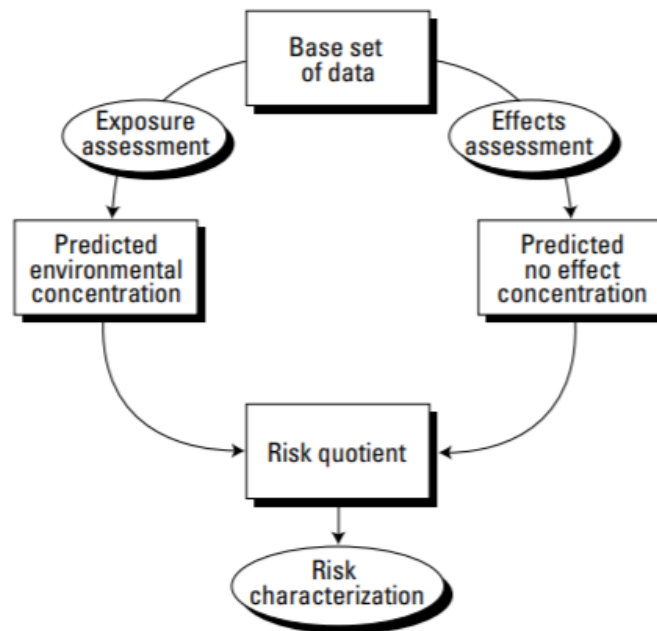 Base set
of data
Exposure
assessment
Effects
assessment
Predicted
environmental
concentration
Predicted
no effect
concentration
Risk quotient
Risk
characterization